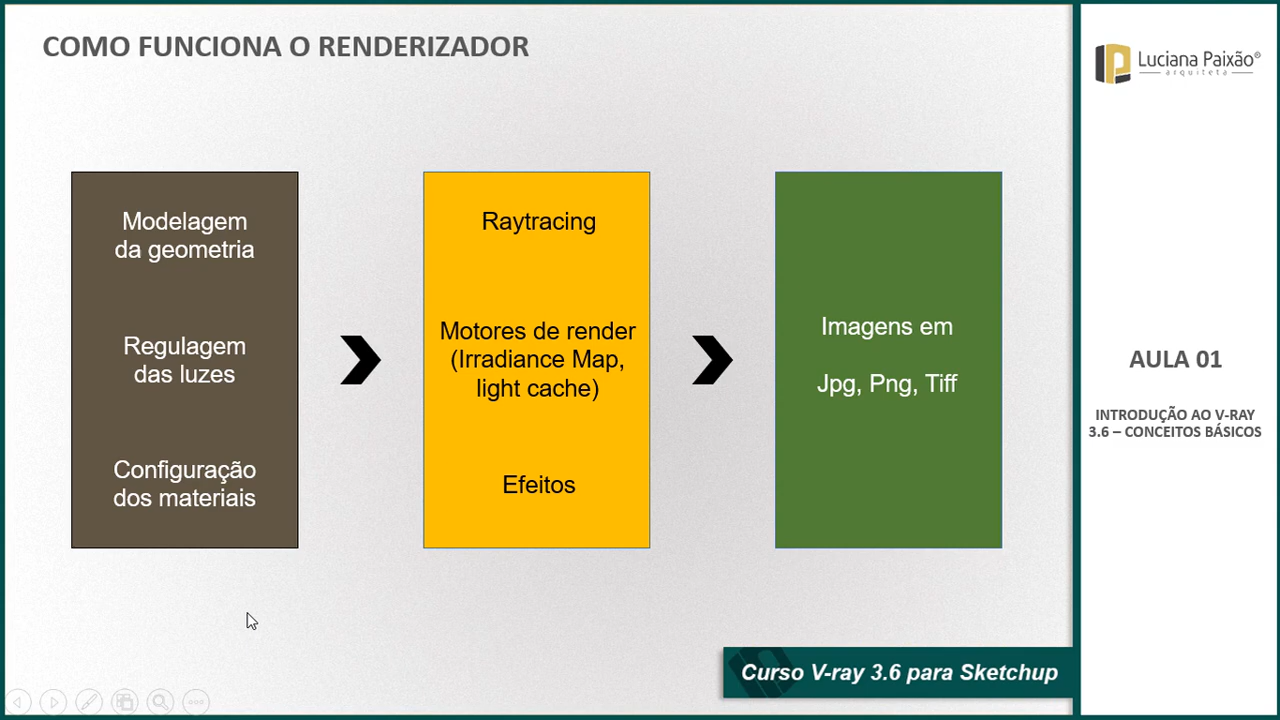 COMO FUNCIONA O RENDERIZADOR
Modelagem
da geometria
Regulagem
das luzes
Configuração
dos materiais
Raytracing
Motores de render
(Irradiance Map,
light cache)
Efeitos
Imagens em
Jpg, Png, Tiff
Luciana Paixão®
arquiteta
AULA 01
INTRODUÇÃO AO V-RAY
3.6 – CONCEITOS BÁSICOS
Curso V-ray 3.6 para Sketchup